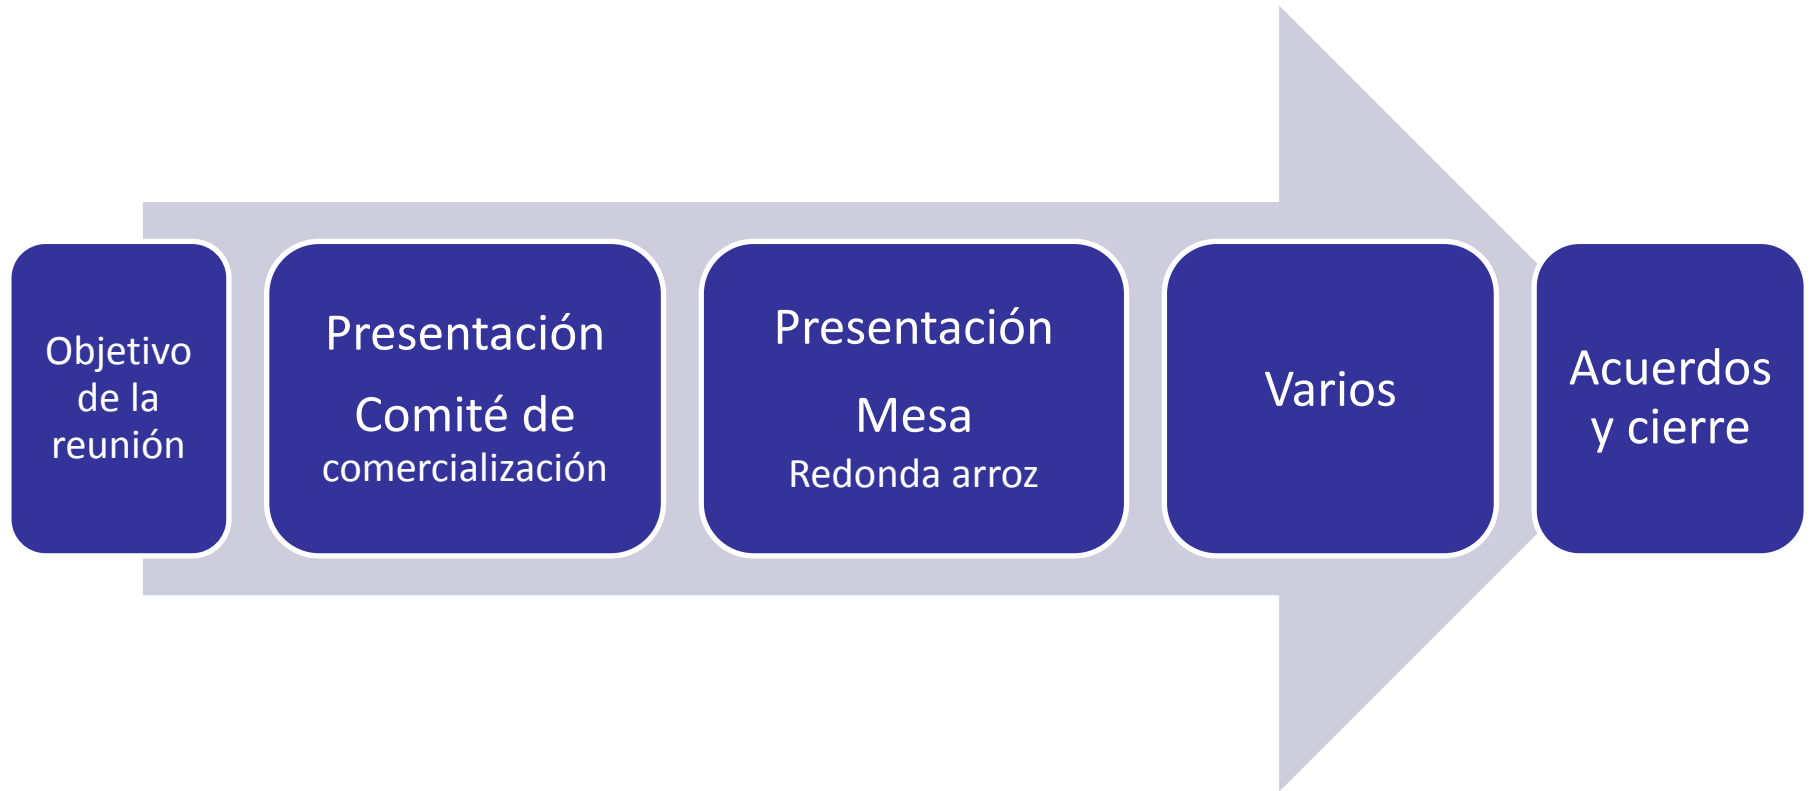 Objetivo
de la
reunión
Presentación
Comité de
comercialización
Presentación
Mesa
Redonda arroz
Varios
Acuerdos
y cierre